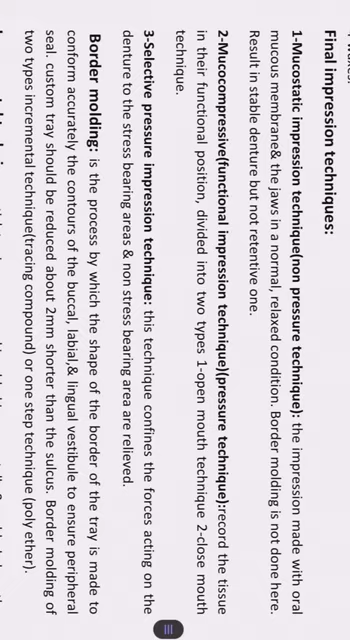 Final impression techniques:
1-Mucostatic impression technique(non pressure technique): the impression made with oral
mucous membrane& the jaws in a normal, relaxed condition. Border molding is not done here.
Result in stable denture but not retentive one.
2-Mucocompressive(functional impression technique)(pressure technique):record the tissue
in their functional position, divided into two types 1-open mouth technique 2-close mouth
technique.
3-Selective pressure impression technique: this technique confines the forces acting on the
denture to the stress bearing areas & non stress bearing area are relieved.
Border molding: is the process by which the shape of the border of the tray is made to
conform accurately the contours of the buccal, labial,& lingual vestibule to ensure peripheral
seal. custom tray should be reduced about 2mm shorter than the sulcus. Border molding of
two types incremental technique(tracing compound) or one step technique (poly ether).